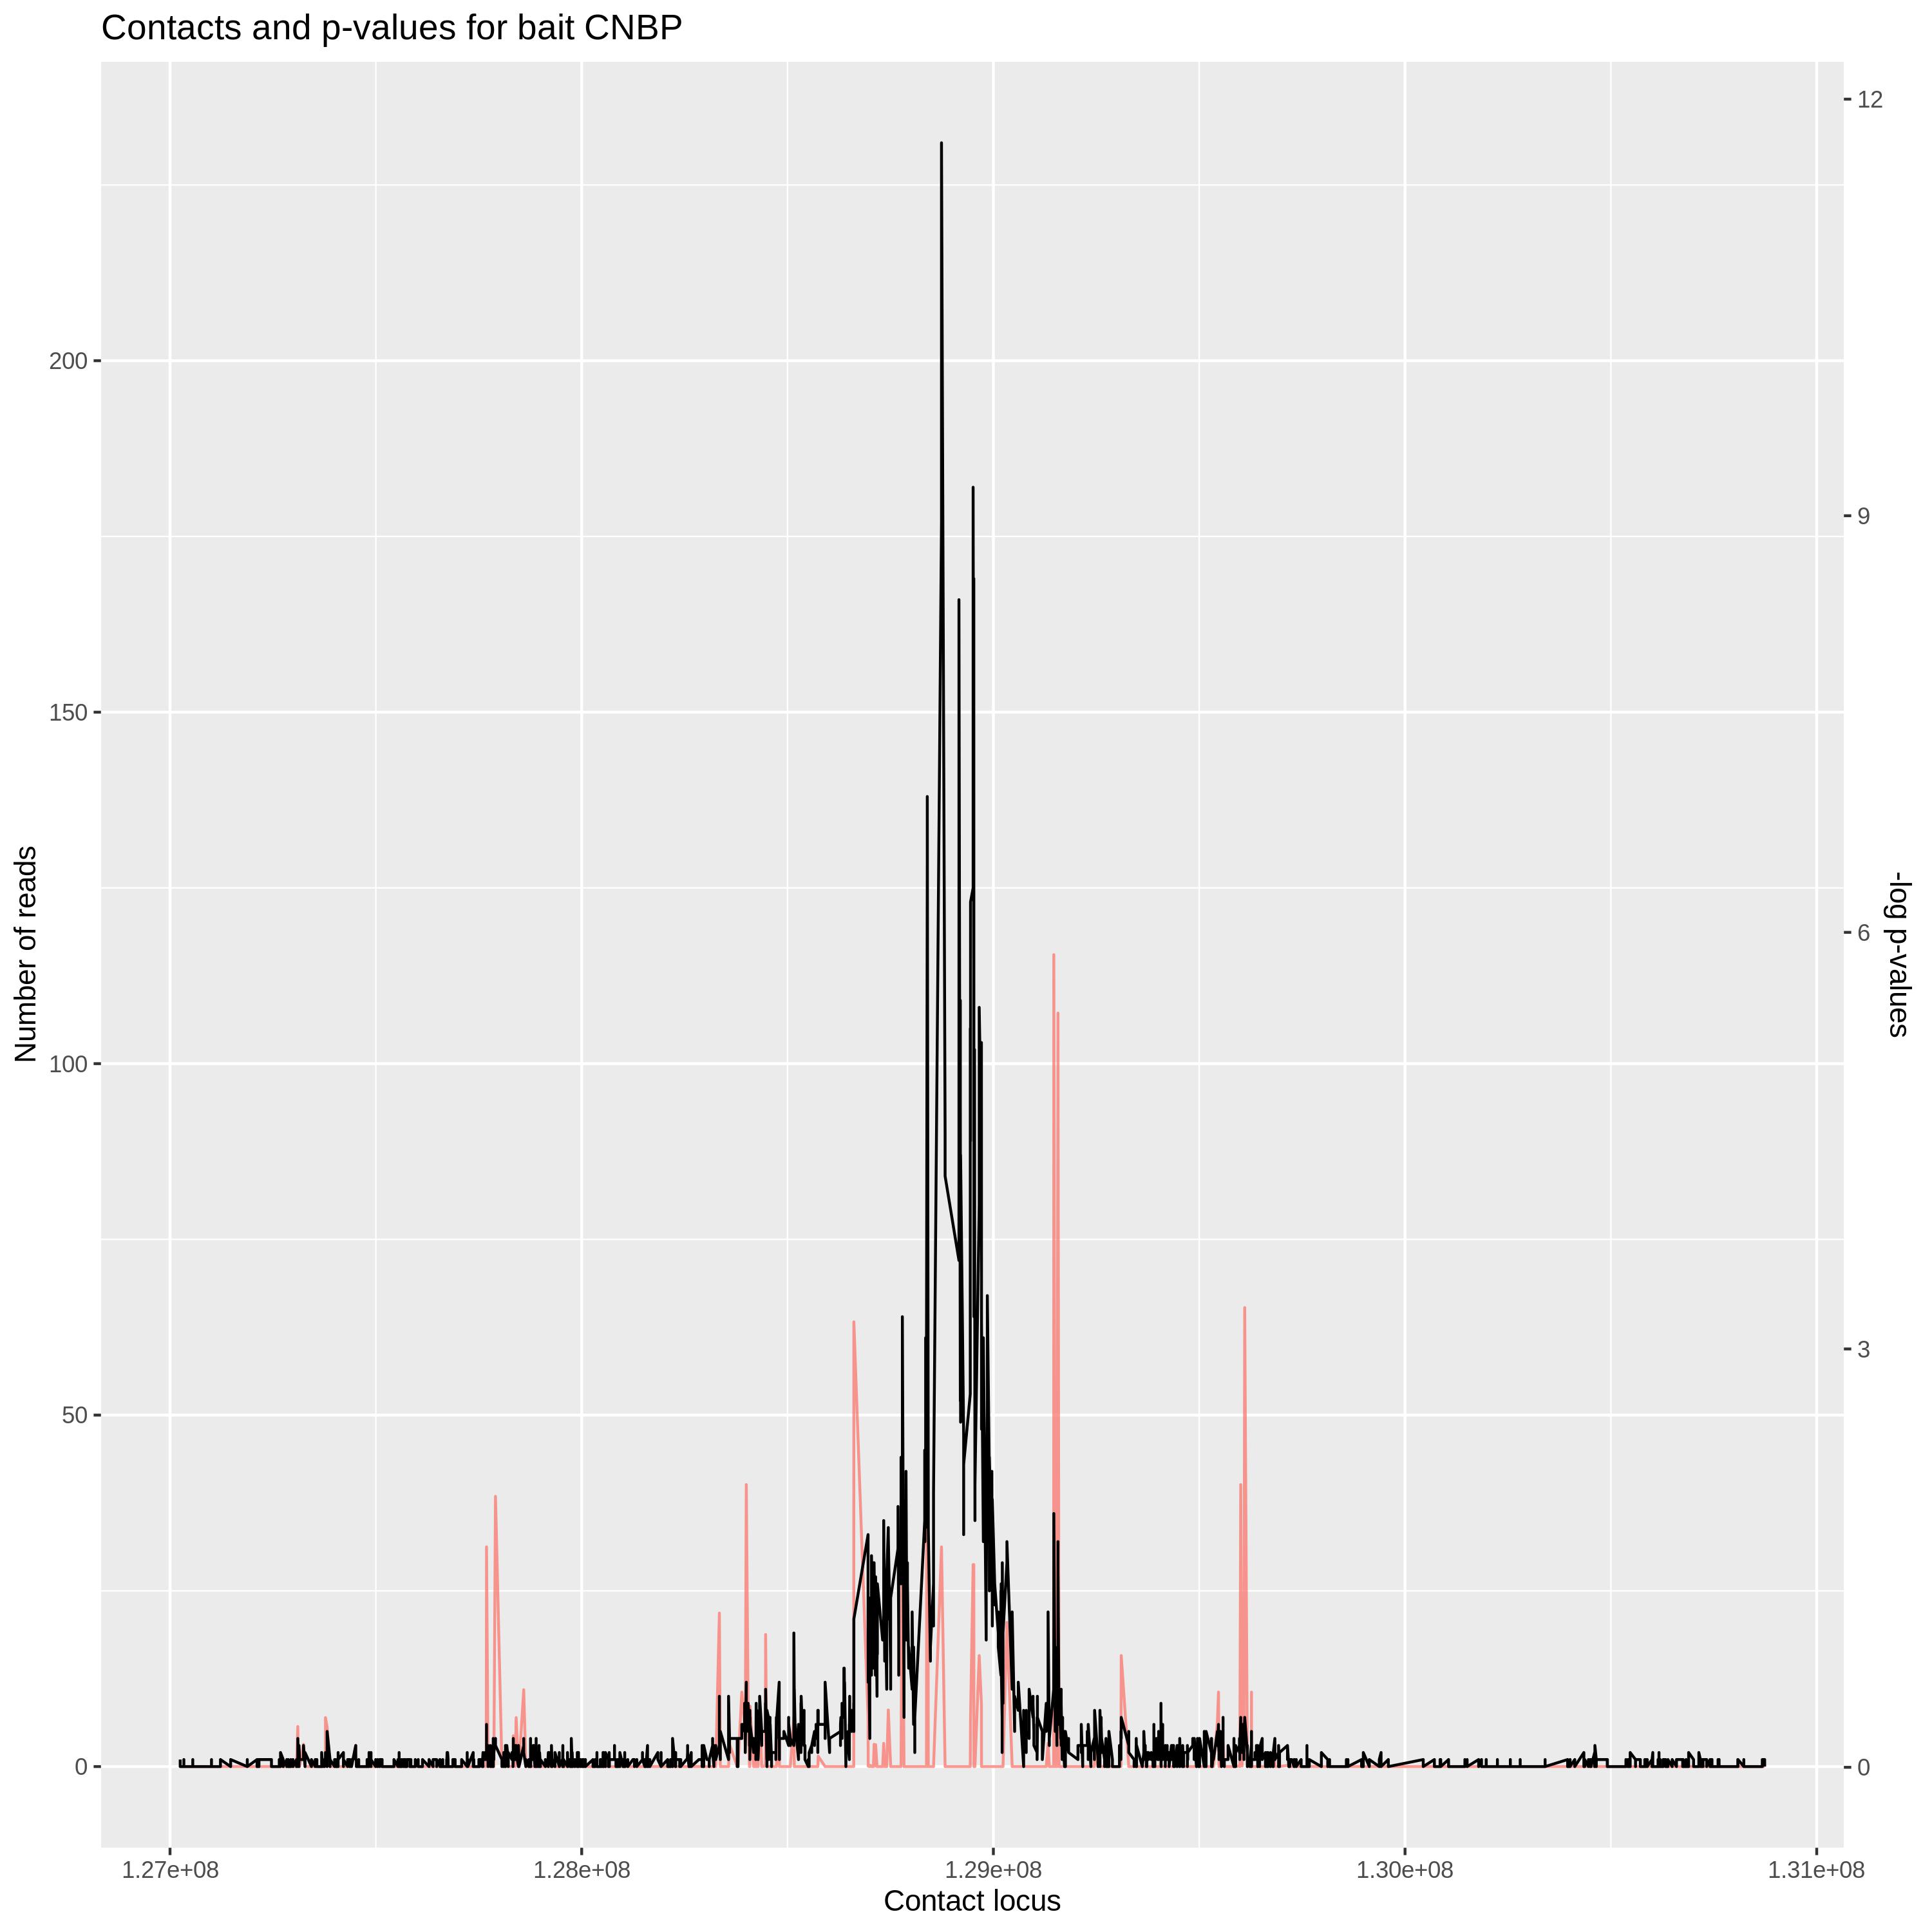 Contacts and p-values for bait CNBP
200
150
100
50
0
Number of reads
12
9
6
3
0
-log p-values
1.27e+08
1.28e+08
1.29e+08
1.30e+08
1.31e+08
Contact locus